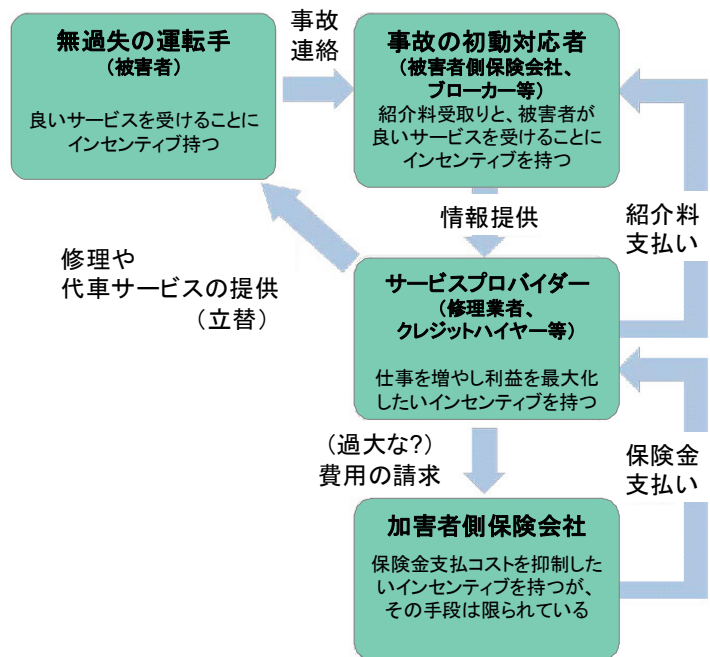 無過失の運転手
(被害者)
良いサービスを受けることに
インセンティブ持つ
事故
連絡
事故の初動対応者
(被害者側保険会社、
ブローカー等)
紹介料受取りと、被害者が
良いサービスを受けることに
インセンティブを持つ
情報提供
紹介料
支払い
修理や
代車サービスの提供
(立替)
サービスプロバイダー
(修理業者、
クレジットハイヤー等)
仕事を増やし利益を最大化
したいインセンティブを持つ
(過大な?)
費用の請求
保険金
支払い
加害者側保険会社
保険金支払コストを抑制した
いインセンティブを持つが、
その手段は限られている